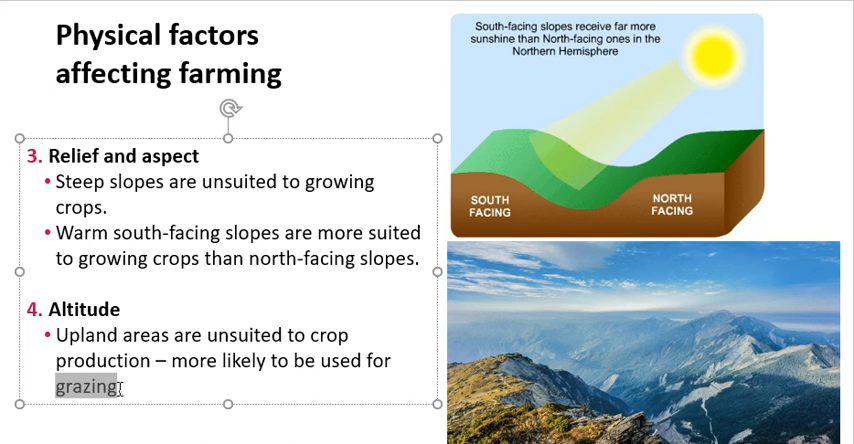 Physical factors
affecting farming
3. Relief and aspect
• Steep slopes are unsuited to growing
crops.
• Warm south-facing slopes are more suited
to growing crops than north-facing slopes.
4. Altitude
• Upland areas are unsuited to crop
production – more likely to be used for
grazing
South-facing slopes receive far more
sunshine than North-facing ones in the
Northern Hemisphere
SOUTH
FACING
NORTH
FACING